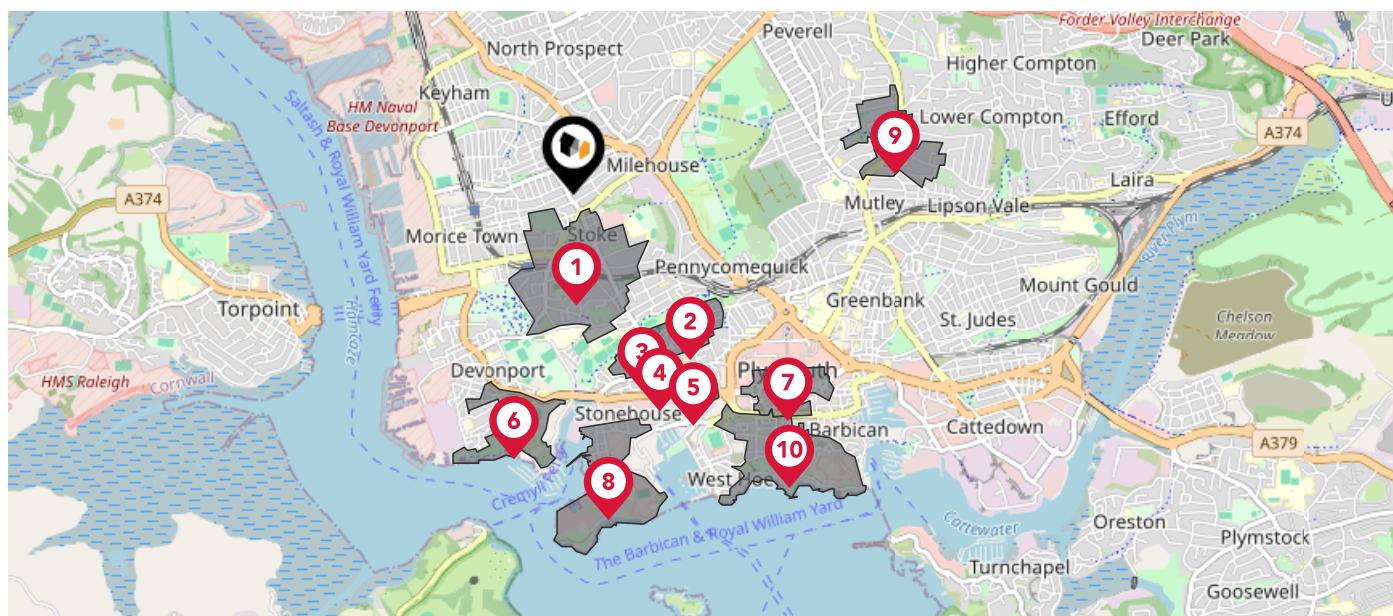 Forder Valley Interchange
Peverell
Deer Park
North Prospect
Higher Compton
Keyham
HM Naval
Base Devonport
Saltash & Royal William Yard Ferry
Lower Compton
Efford
A374
9
Milehouse
Laira
A374
Mutley
Lipson Vale
River Plym
Morice Town
Stoke
1
Pennycomequick
Mount Gould
Torpoint
Hamoaze
Greenbank
St. Judes
Chelson
Meadow
2
3
4
5
Devonport
Plymouth
7
HMS Raleigh
Cornwall
6
Stonehouse
Barbican
Cattedown
A379
10
8
West Hoe
Cremyll Ferry
The Barbican & Royal William Yard
Cattewater
Oreston
Plymstock
Turnchapel
Goosewell